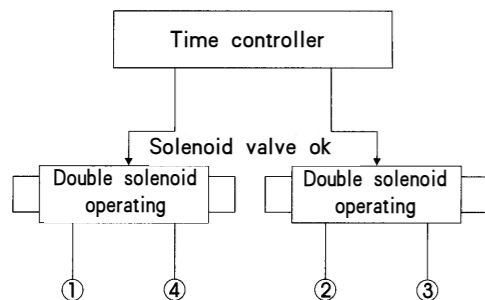 Time controller
Solenoid valve ok
Double solenoid
operating
Double solenoid
operating
① ④ ② ③